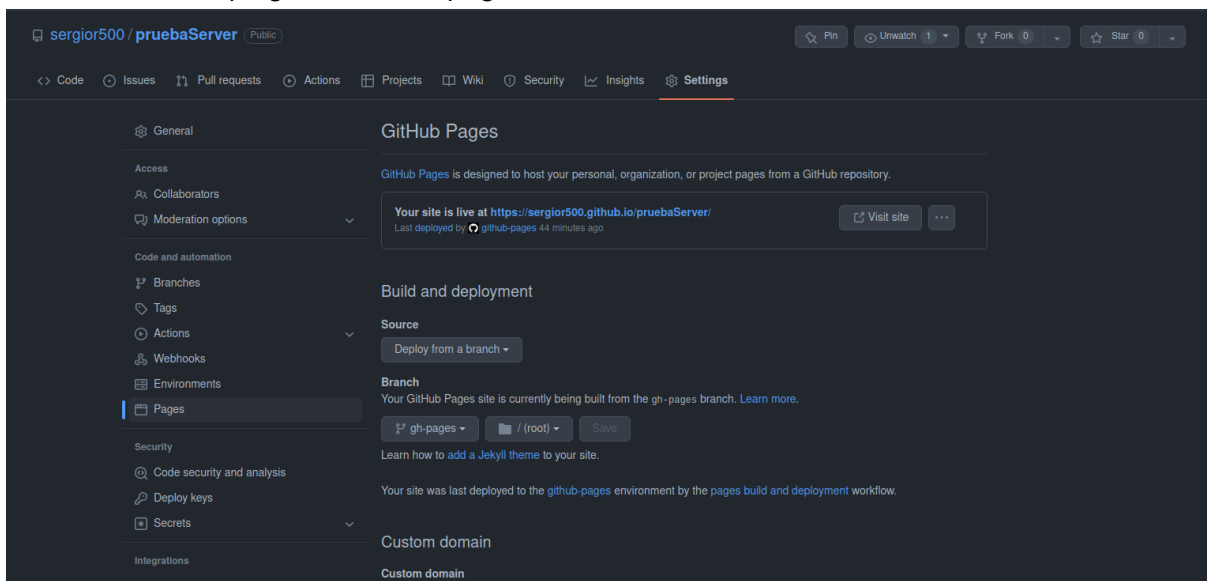 sergior500 / pruebaServer Public
Pin Unwatch 1 Fork 0 Star 0
Code Issues Pull requests Actions Projects Wiki Security Insights Settings
General
Access
Collaborators
Moderation options
Code and automation
Branches
Tags
Actions
Webhooks
Environments
Pages
Security
Code security and analysis
Deploy keys
Secrets
Integrations
GitHub Pages
GitHub Pages is designed to host your personal, organization, or project pages from a GitHub repository.
Your site is live at https://sergior500.github.io/pruebaServer/
Last deployed by github-pages 44 minutes ago
Visit site
Build and deployment
Source
Deploy from a branch
Branch
Your GitHub Pages site is currently being built from the gh-pages branch. Learn more.
gh-pages / (root) Save
Learn how to add a Jekyll theme to your site.
Your site was last deployed to the github-pages environment by the pages build and deployment workflow.
Custom domain
Custom domain